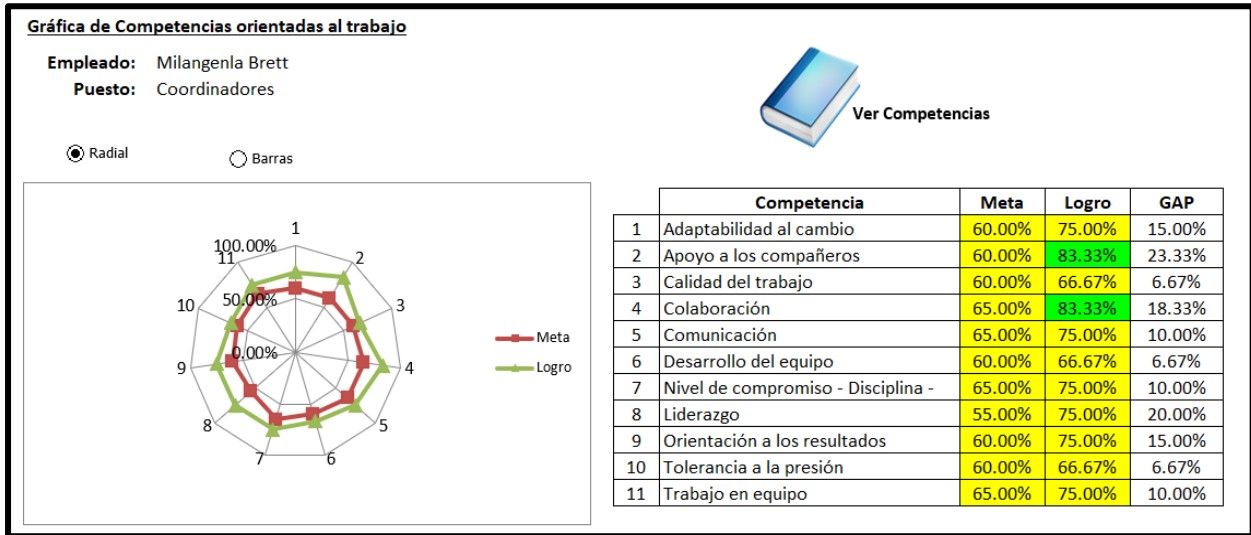 Gráfica de Competencias orientadas al trabajo
Empleado: Milangenla Brett
Puesto: Coordinadores
Ver Competencias
Radial
Barras
1
2
3
4
5
6
7
8
9
10
11
100.00%
50.00%
0.00%
Meta
Logro
Competencia Meta Logro GAP
1 Adaptabilidad al cambio 60.00% 75.00% 15.00%
2 Apoyo a los compañeros 60.00% 83.33% 23.33%
3 Calidad del trabajo 60.00% 66.67% 6.67%
4 Colaboración 65.00% 83.33% 18.33%
5 Comunicación 65.00% 75.00% 10.00%
6 Desarrollo del equipo 60.00% 66.67% 6.67%
7 Nivel de compromiso - Disciplina - 65.00% 75.00% 10.00%
8 Liderazgo 55.00% 75.00% 20.00%
9 Orientación a los resultados 60.00% 75.00% 15.00%
10 Tolerancia a la presión 60.00% 66.67% 6.67%
11 Trabajo en equipo 65.00% 75.00% 10.00%